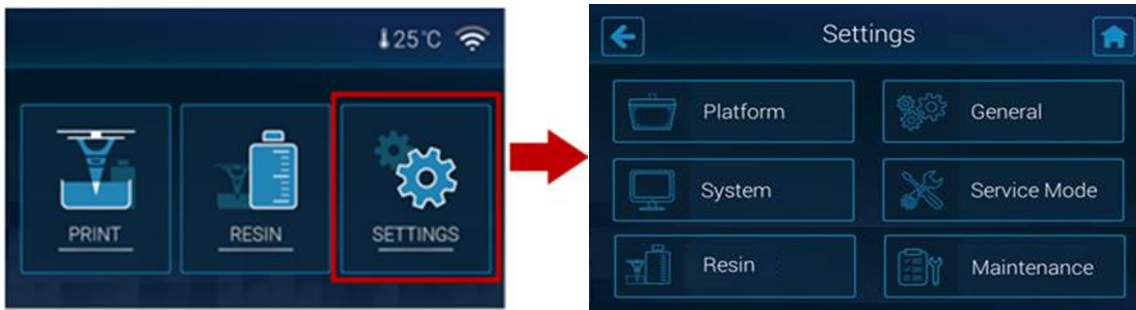 25°C
PRINT
RESIN
SETTINGS
Settings
Platform
General
System
Service Mode
Resin
Maintenance